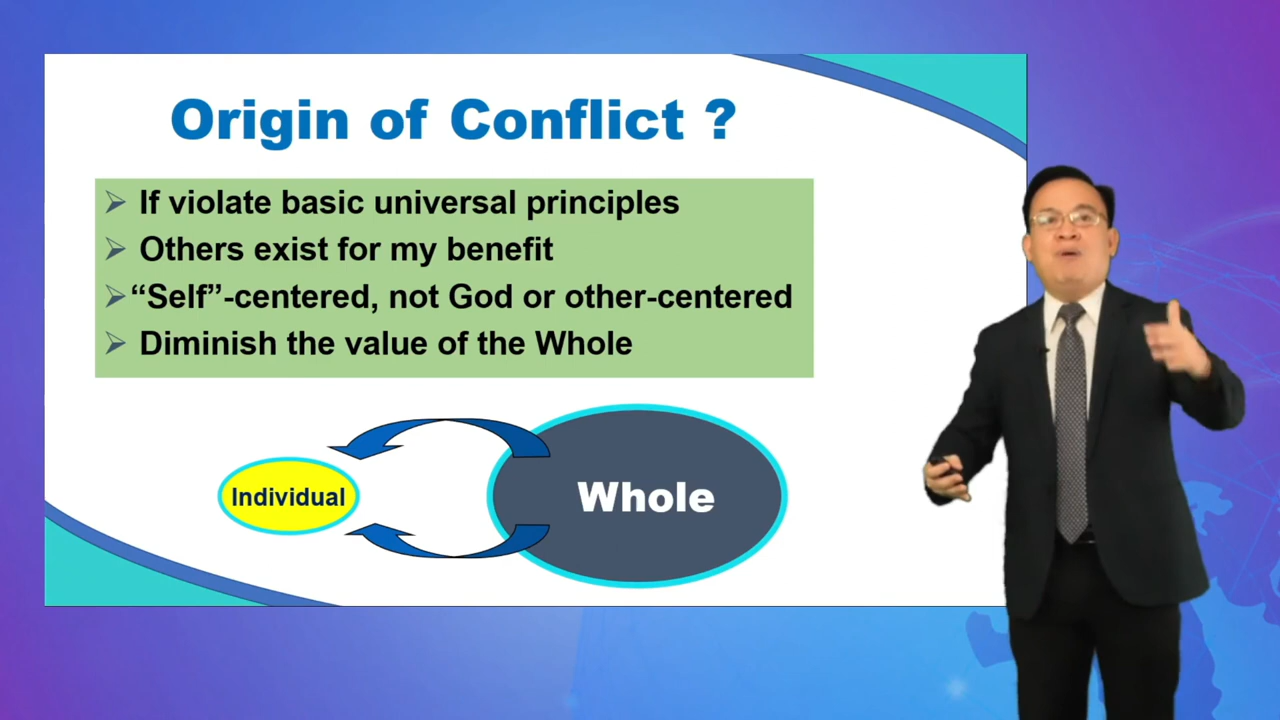 Origin of Conflict ?
If violate basic universal principles
Others exist for my benefit
“Self”-centered, not God or other-centered
Diminish the value of the Whole
Individual
Whole